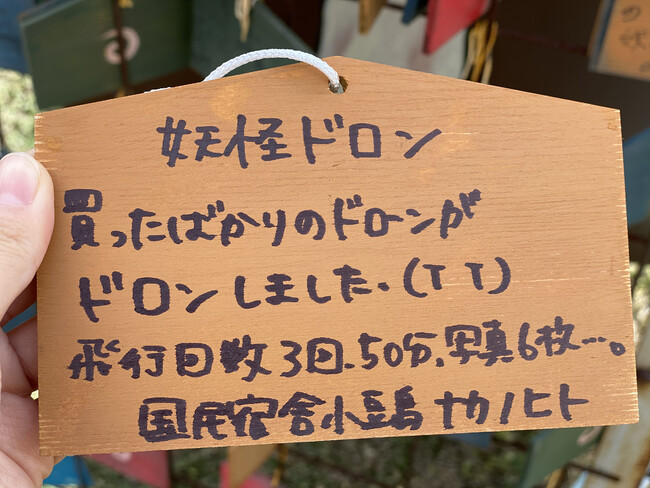 妖怪ドロン
買ったばかりのドローンが
ドロンしました.(TT)
飛行回数3回、50分、写真6枚…。
国民宿舎小豆島ナカノヒト